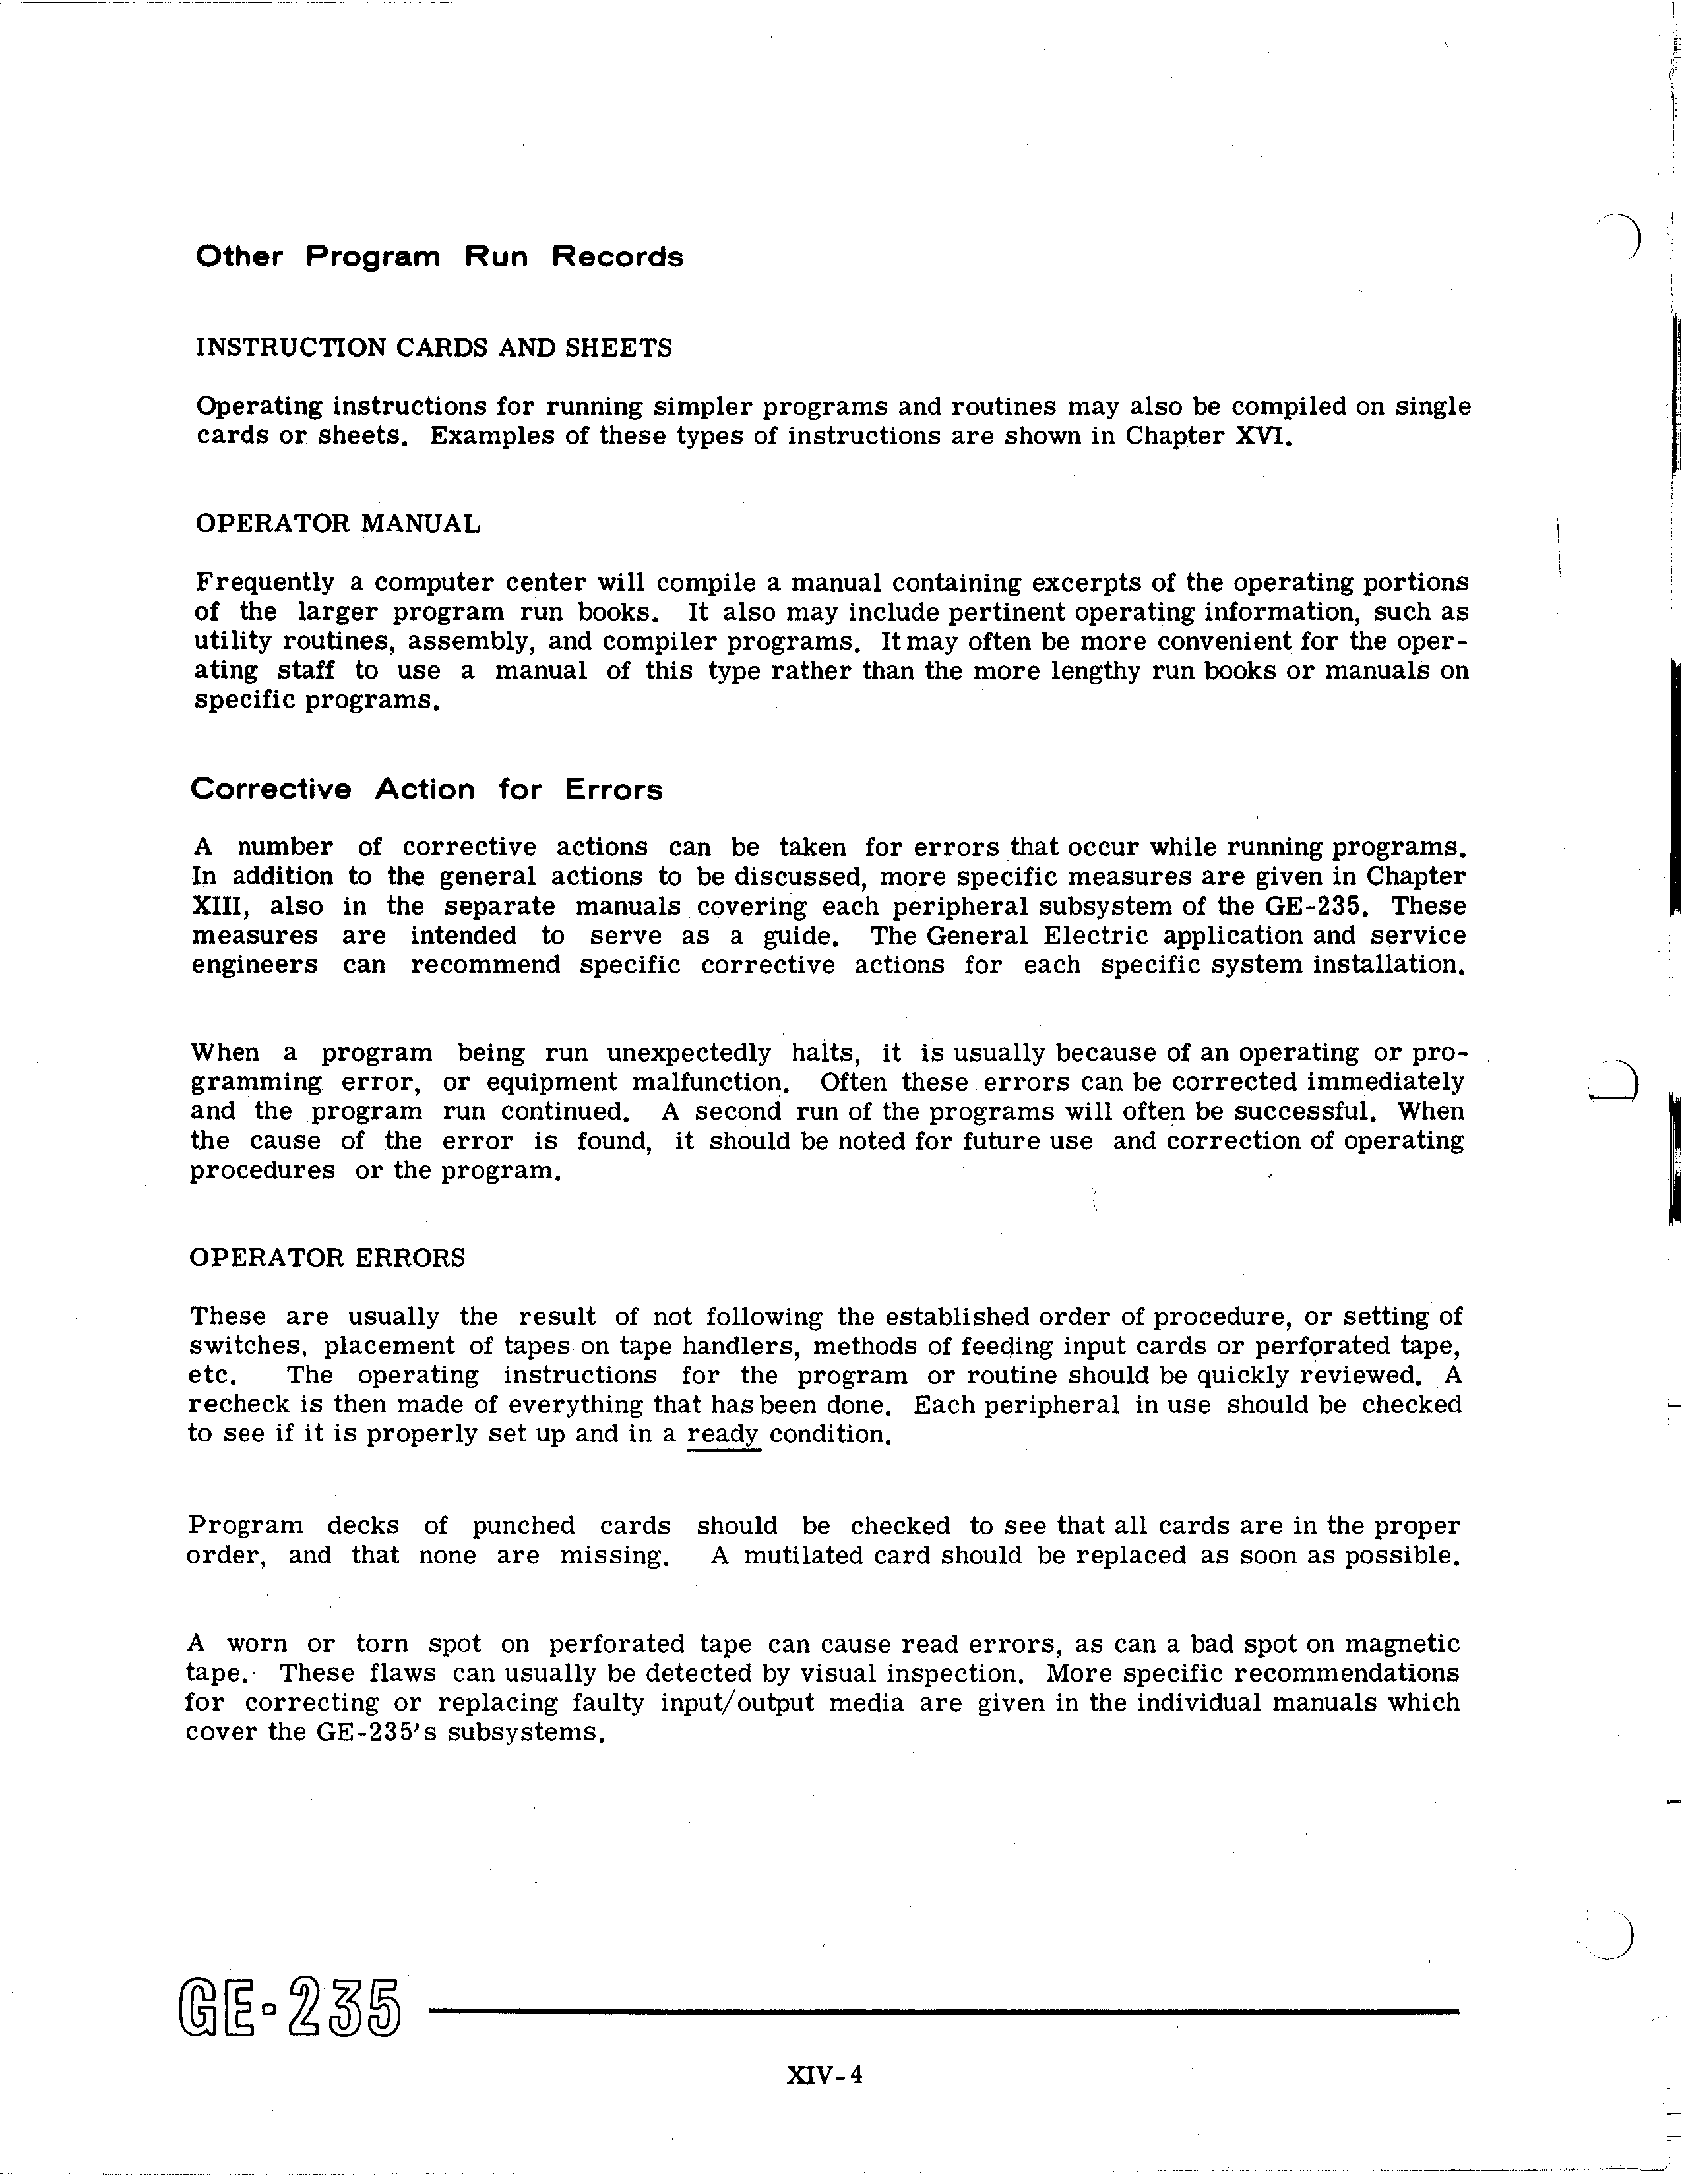 Other Program Run Records
INSTRUCTION CARDS AND SHEETS
Operating instructions for running simpler programs and routines may also be compiled on single
cards or sheets. Examples of these types of instructions are shown in Chapter XVI.
OPERATOR MANUAL
Frequently a computer center will compile a manual containing excerpts of the operating portions
of the larger program run books. It also may include pertinent operating information, such as
utility routines, assembly, and compiler programs. It may often be more convenient for the oper-
ating staff to use a manual of this type rather than the more lengthy run books or manuals on
specific programs.
Corrective Action for Errors
A number of corrective actions can be taken for errors that occur while running programs.
In addition to the general actions to be discussed, more specific measures are given in Chapter
XIII, also in the separate manuals covering each peripheral subsystem of the GE-235. These
measures are intended to serve as a guide. The General Electric application and service
engineers can recommend specific corrective actions for each specific system installation.
When a program being run unexpectedly halts, it is usually because of an operating or pro-
gramming error, or equipment malfunction. Often these errors can be corrected immediately
and the program run continued. A second run of the programs will often be successful. When
the cause of the error is found, it should be noted for future use and correction of operating
procedures or the program.
OPERATOR ERRORS
These are usually the result of not following the established order of procedure, or setting of
switches, placement of tapes on tape handlers, methods of feeding input cards or perforated tape,
etc. The operating instructions for the program or routine should be quickly reviewed. A
recheck is then made of everything that has been done. Each peripheral in use should be checked
to see if it is properly set up and in a ready condition.
Program decks of punched cards should be checked to see that all cards are in the proper
order, and that none are missing. A mutilated card should be replaced as soon as possible.
A worn or torn spot on perforated tape can cause read errors, as can a bad spot on magnetic
tape. These flaws can usually be detected by visual inspection. More specific recommendations
for correcting or replacing faulty input/output media are given in the individual manuals which
cover the GE-235's subsystems.
GE-235
XIV-4